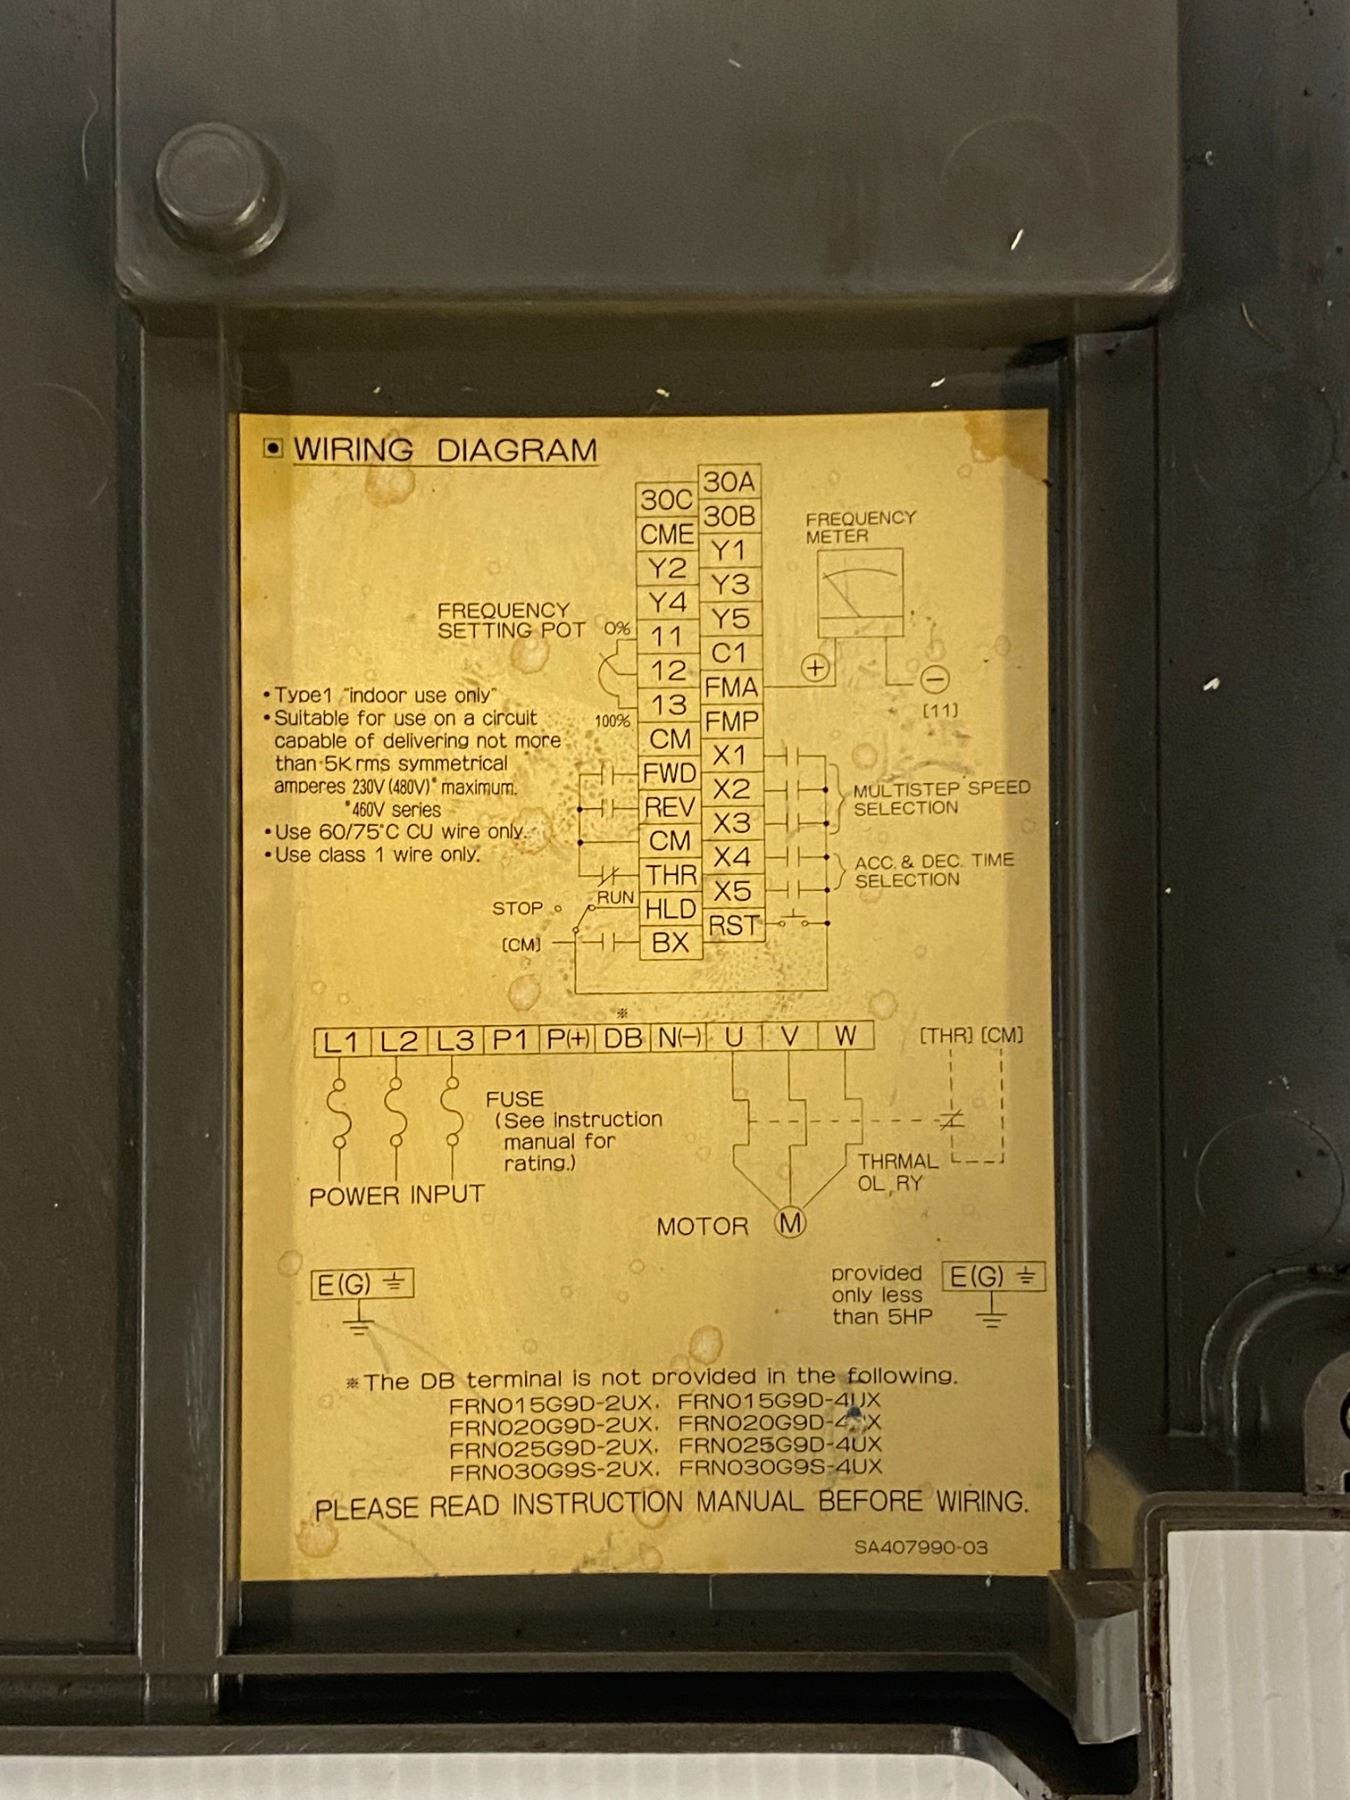 WIRING DIAGRAM
30A
30C
30B
CME
Y1
Y2
Y3
Y4
Y5
11
C1
12
FMA
13
FMP
CM
X1
FWD
X2
REV
X3
CM
X4
THR
X5
HLD
RST
BX
FREQUENCY
METER
+
−
[11]
FREQUENCY
SETTING POT
0%
100%
•Type1 "indoor use only"
•Suitable for use on a circuit
capable of delivering not more
than 5K rms symmetrical
amperes 230V (480V)* maximum.
*460V series
•Use 60/75°C CU wire only.
•Use class 1 wire only.
MULTISTEP SPEED
SELECTION
ACC. & DEC. TIME
SELECTION
STOP
RUN
[CM]
※
L1 L2 L3 P1 P(+) DB N(−) U V W
[THR] [CM]
FUSE
(See instruction
manual for
rating.)
POWER INPUT
THRMAL
OL,RY
MOTOR
M
E(G)
provided
only less
than 5HP
E(G)
※The DB terminal is not provided in the following.
FRN015G9D-2UX, FRN015G9D-4UX
FRN020G9D-2UX, FRN020G9D-4UX
FRN025G9D-2UX, FRN025G9D-4UX
FRN030G9S-2UX, FRN030G9S-4UX
PLEASE READ INSTRUCTION MANUAL BEFORE WIRING.
SA407990-03